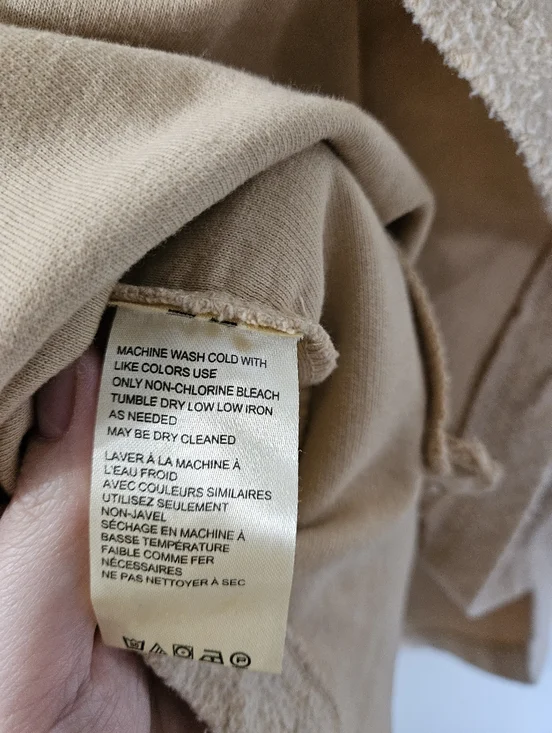 MACHINE WASH COLD WITH
LIKE COLORS USE
ONLY NON-CHLORINE BLEACH
TUMBLE DRY LOW LOW IRON
AS NEEDED
MAY BE DRY CLEANED
LAVER À LA MACHINE À
L'EAU FROID
AVEC COULEURS SIMILAIRES
UTILISEZ SEULEMENT
NON-JAVEL
SÉCHAGE EN MACHINE À
BASSE TEMPÉRATURE
FAIBLE COMME FER
NÉCESSAIRES
NE PAS NETTOYER À SEC
P